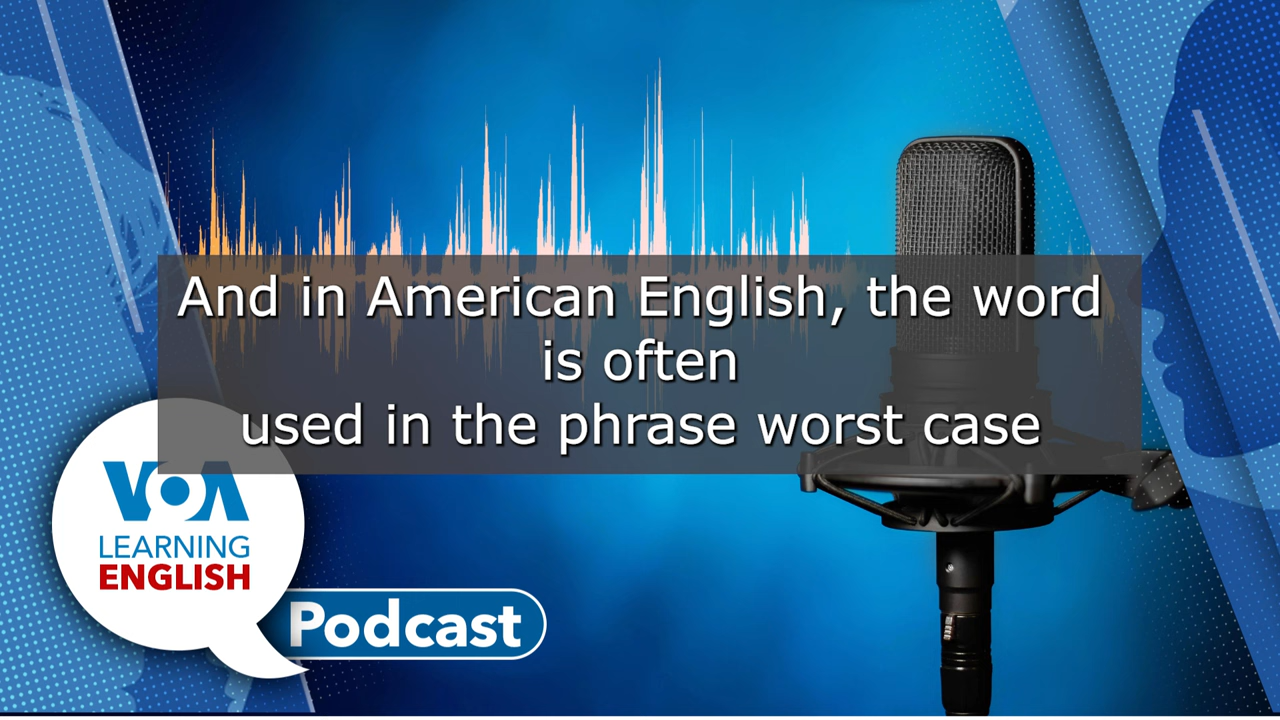 And in American English, the word
is often
used in the phrase worst case
VOA
LEARNING
ENGLISH
Podcast